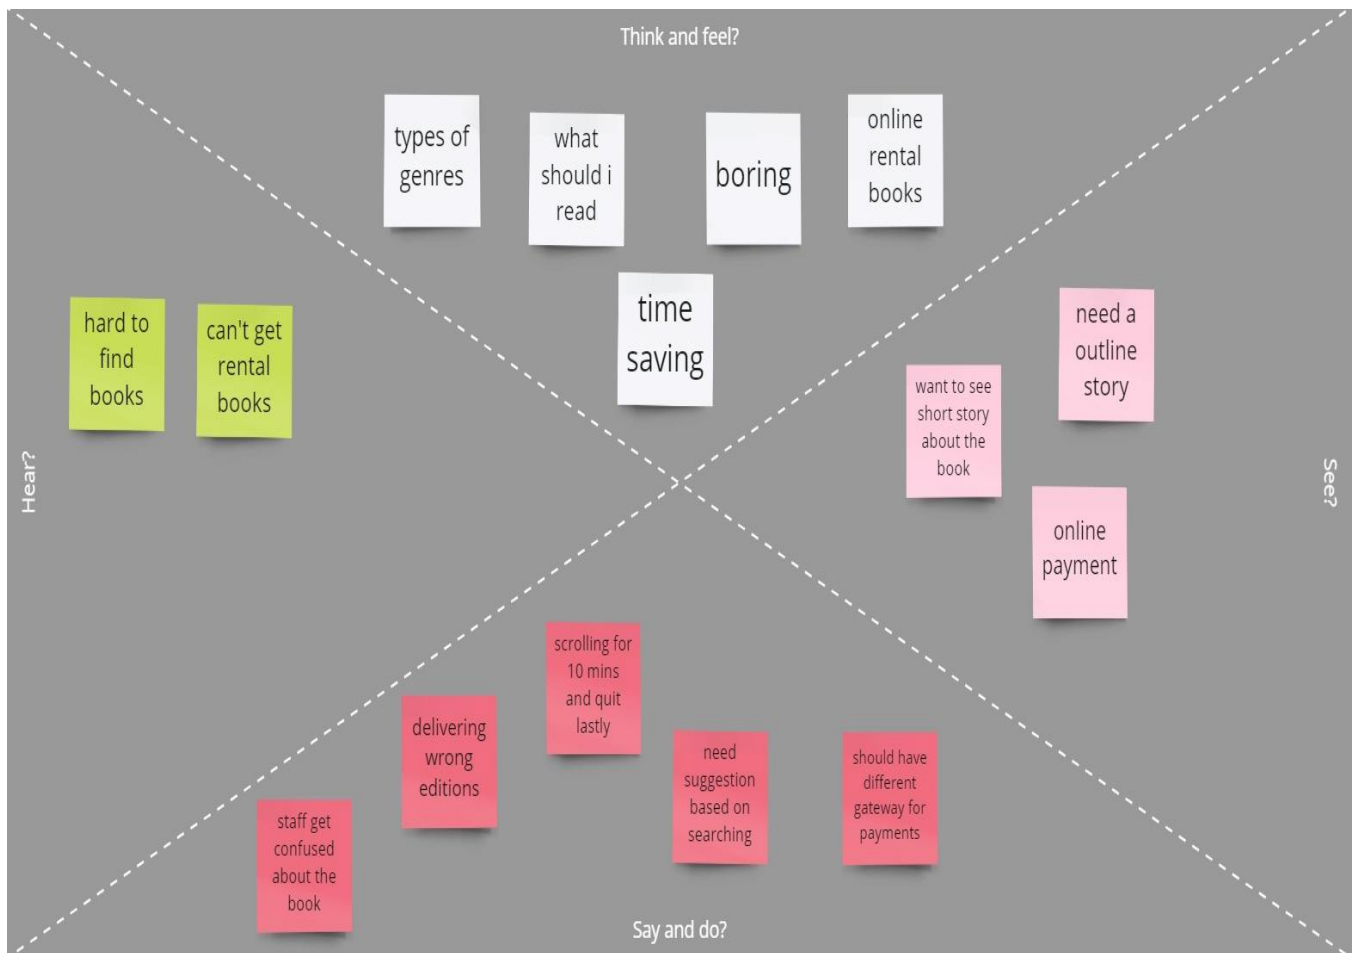 Think and feel?
types of
genres
what
should i
read
boring
online
rental
books
time
saving
hard to
find
books
can't get
rental
books
Hear?
need a
outline
story
want to see
short story
about the
book
online
payment
See?
scrolling for
10 mins
and quit
lastly
delivering
wrong
editions
need
suggestion
based on
searching
should have
different
gateway for
payments
staff get
confused
about the
book
Say and do?